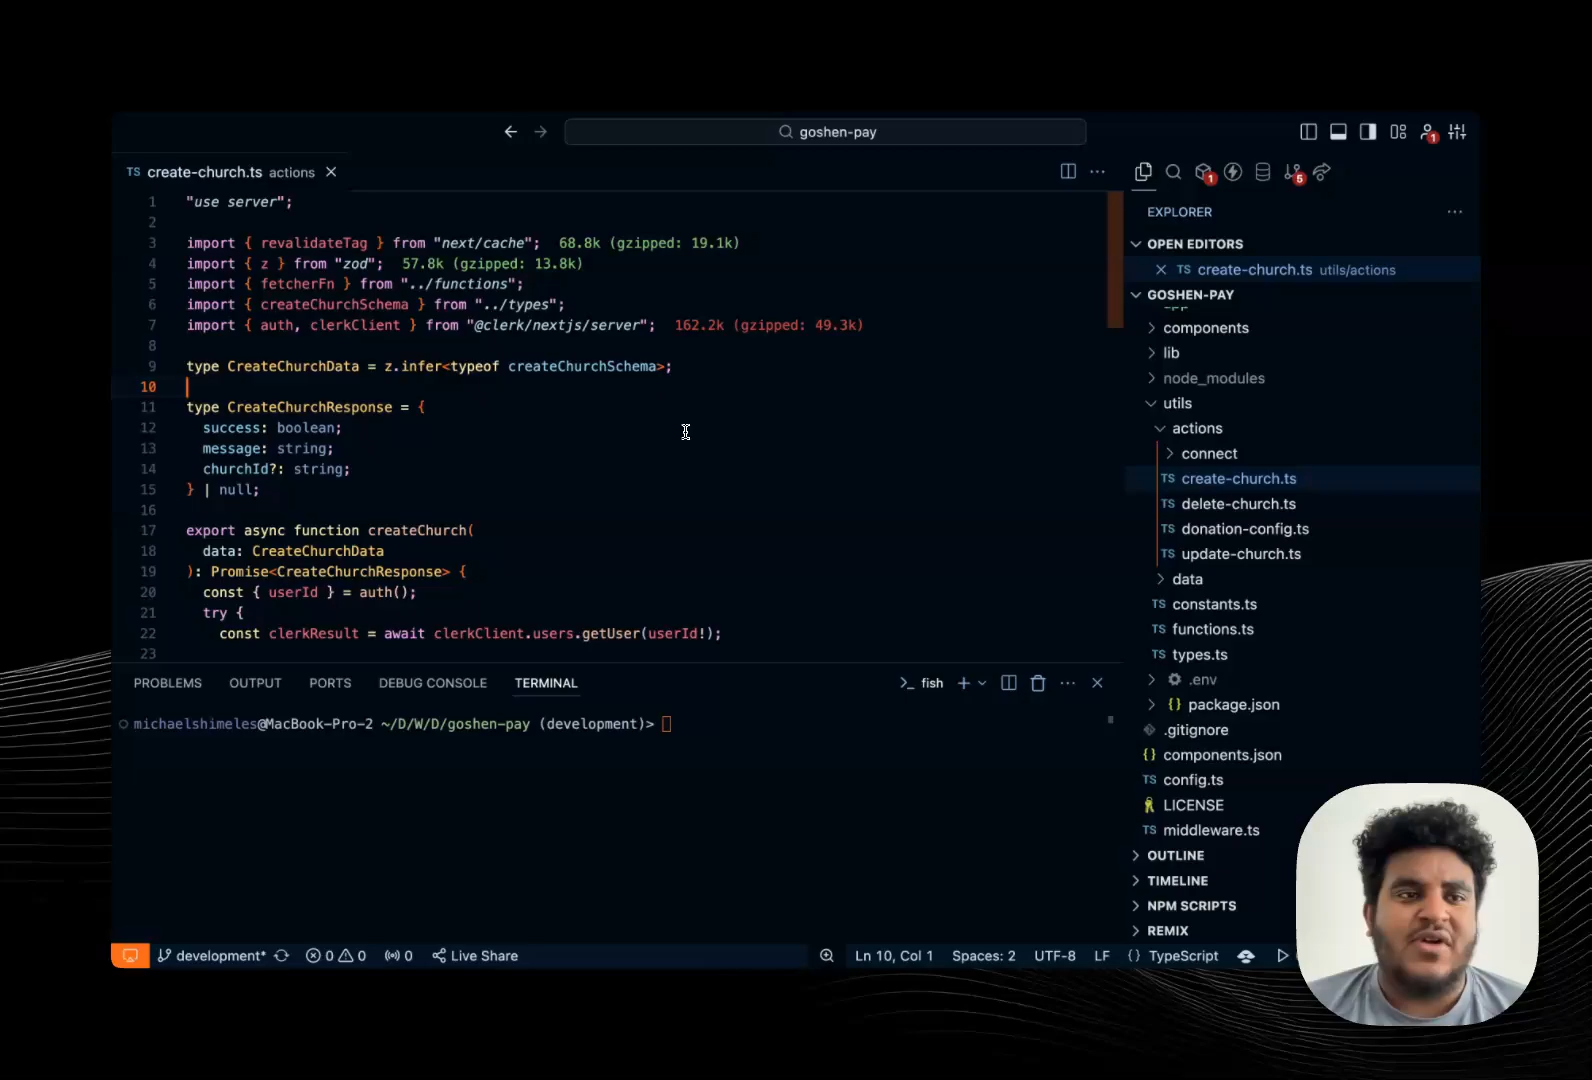 goshen-pay
1
TS create-church.ts actions
1
5
1 "use server";
2
3 import { revalidateTag } from "next/cache"; 68.8k (gzipped: 19.1k)
4 import { z } from "zod"; 57.8k (gzipped: 13.8k)
5 import { fetcherFn } from "../functions";
6 import { createChurchSchema } from "../types";
7 import { auth, clerkClient } from "@clerk/nextjs/server"; 162.2k (gzipped: 49.3k)
8
9 type CreateChurchData = z.infer<typeof createChurchSchema>;
10
11 type CreateChurchResponse = {
12 success: boolean;
13 message: string;
14 churchId?: string;
15 } | null;
16
17 export async function createChurch(
18 data: CreateChurchData
19 ): Promise<CreateChurchResponse> {
20 const { userId } = auth();
21 try {
22 const clerkResult = await clerkClient.users.getUser(userId!);
23
EXPLORER
OPEN EDITORS
TS create-church.ts utils/actions
GOSHEN-PAY
components
lib
node_modules
utils
actions
connect
TS create-church.ts
TS delete-church.ts
TS donation-config.ts
TS update-church.ts
data
TS constants.ts
TS functions.ts
TS types.ts
.env
{} package.json
.gitignore
{} components.json
TS config.ts
LICENSE
TS middleware.ts
OUTLINE
TIMELINE
NPM SCRIPTS
REMIX
PROBLEMS OUTPUT PORTS DEBUG CONSOLE TERMINAL
fish
michaelshimeles@MacBook-Pro-2 ~/D/W/D/goshen-pay (development)>
development* 0 0 0 Live Share
Ln 10, Col 1 Spaces: 2 UTF-8 LF {} TypeScript